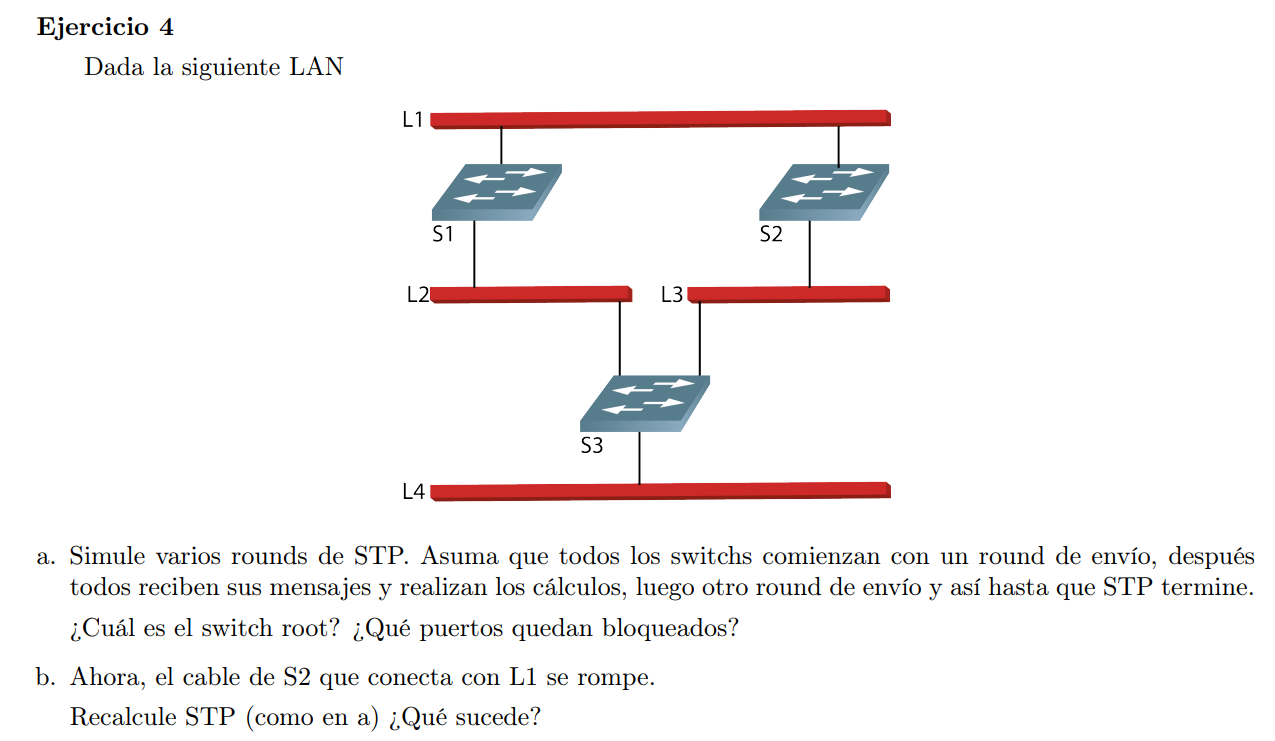 Ejercicio 4
Dada la siguiente LAN
L1
S1
S2
L2
L3
S3
L4
a. Simule varios rounds de STP. Asuma que todos los switchs comienzan con un round de envío, después
todos reciben sus mensajes y realizan los cálculos, luego otro round de envío y así hasta que STP termine.
¿Cuál es el switch root? ¿Qué puertos quedan bloqueados?
b. Ahora, el cable de S2 que conecta con L1 se rompe.
Recalcule STP (como en a) ¿Qué sucede?